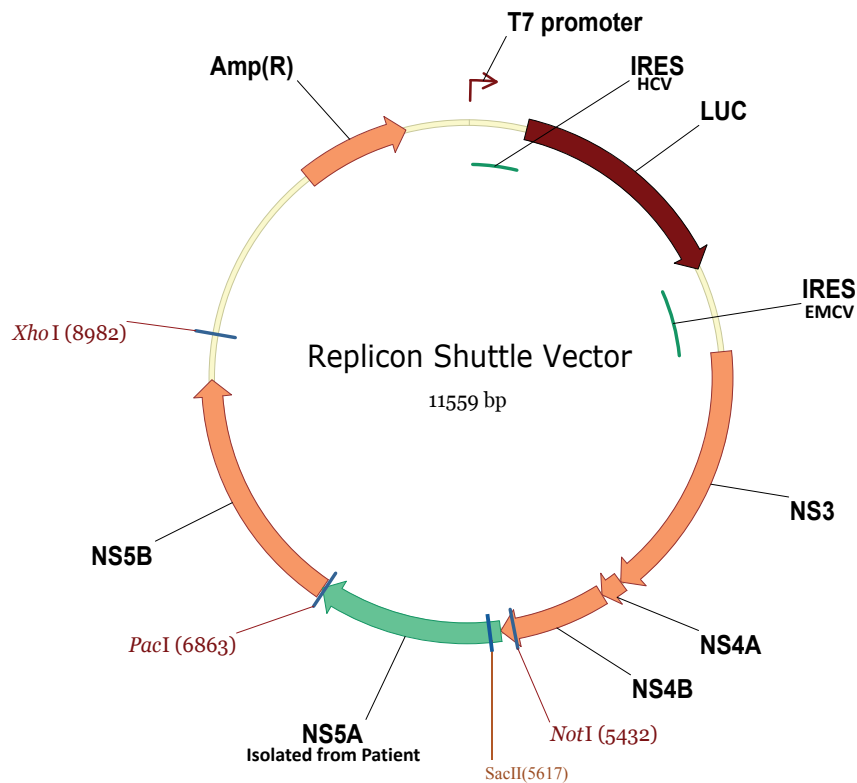 T7 promoter
Amp(R)
IRES
HCV
LUC
IRES
EMCV
XhoI (8982)
Replicon Shuttle Vector
11559 bp
NS3
NS5B
PacI (6863)
NS4A
NS4B
NS5A
Isolated from Patient
NotI (5432)
SacII(5617)